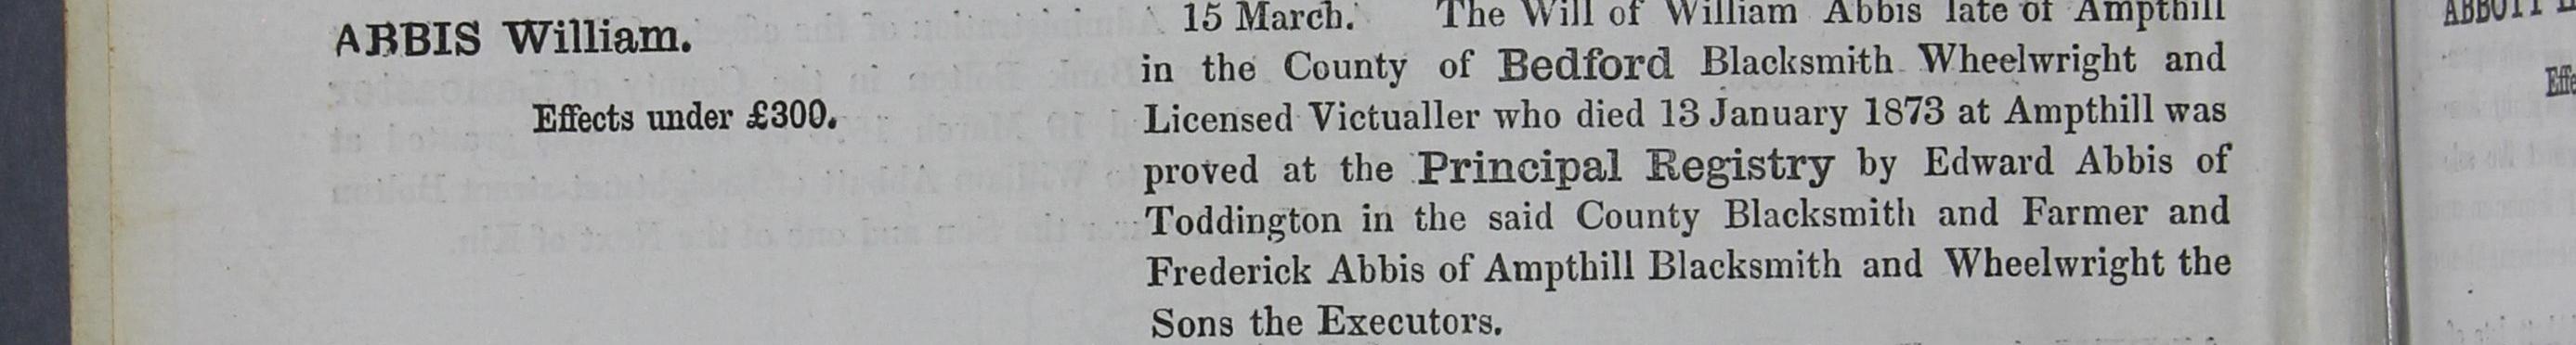 ABBIS William.
Effects under £300.
15 March. The Will of William Abbis late of Ampthill
in the County of Bedford Blacksmith Wheelwright and
Licensed Victualler who died 13 January 1873 at Ampthill was
proved at the Principal Registry by Edward Abbis of
Toddington in the said County Blacksmith and Farmer and
Frederick Abbis of Ampthill Blacksmith and Wheelwright the
Sons the Executors.